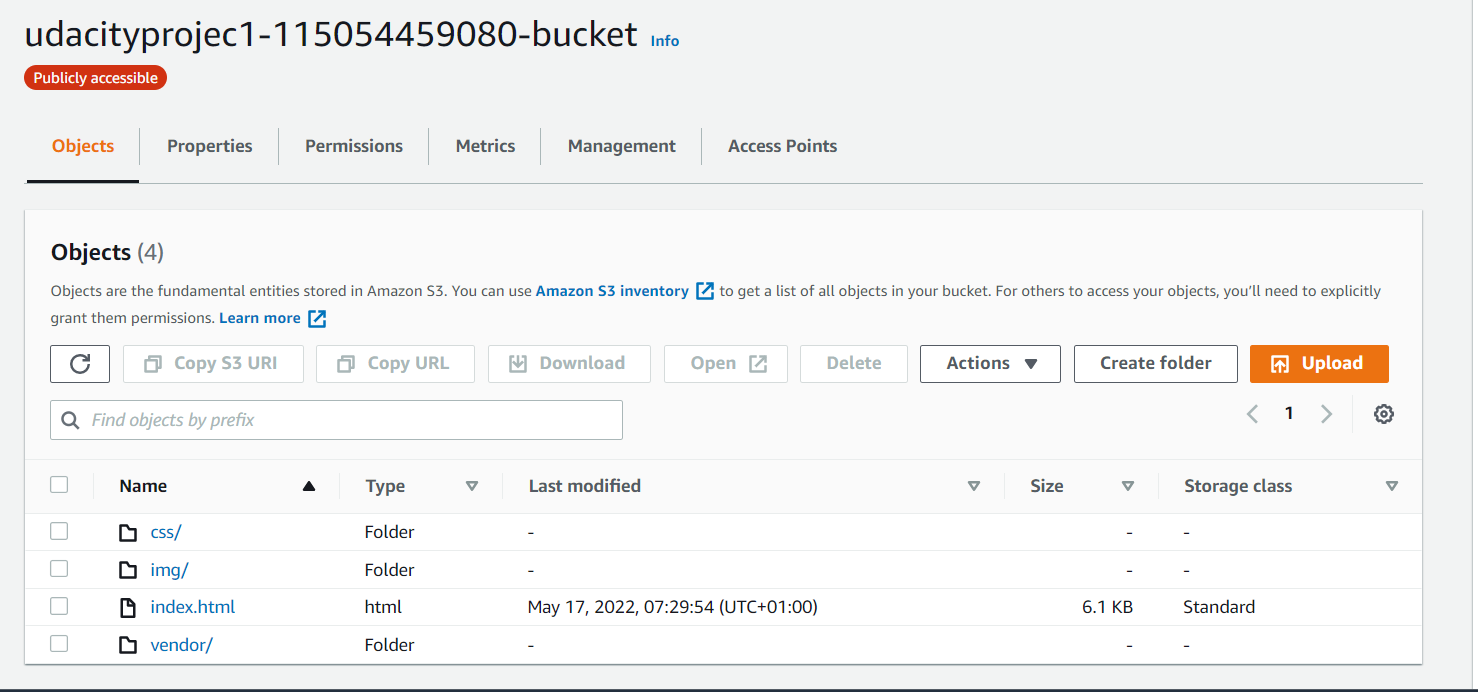 udacityprojec1-115054459080-bucket Info
Publicly accessible
Objects Properties Permissions Metrics Management Access Points
Objects (4)
Objects are the fundamental entities stored in Amazon S3. You can use Amazon S3 inventory to get a list of all objects in your bucket. For others to access your objects, you'll need to explicitly
grant them permissions. Learn more
Copy S3 URI Copy URL Download Open Delete Actions Create folder Upload
Find objects by prefix 1
Name Type Last modified Size Storage class
css/ Folder - - -
img/ Folder - - -
index.html html May 17, 2022, 07:29:54 (UTC+01:00) 6.1 KB Standard
vendor/ Folder - - -